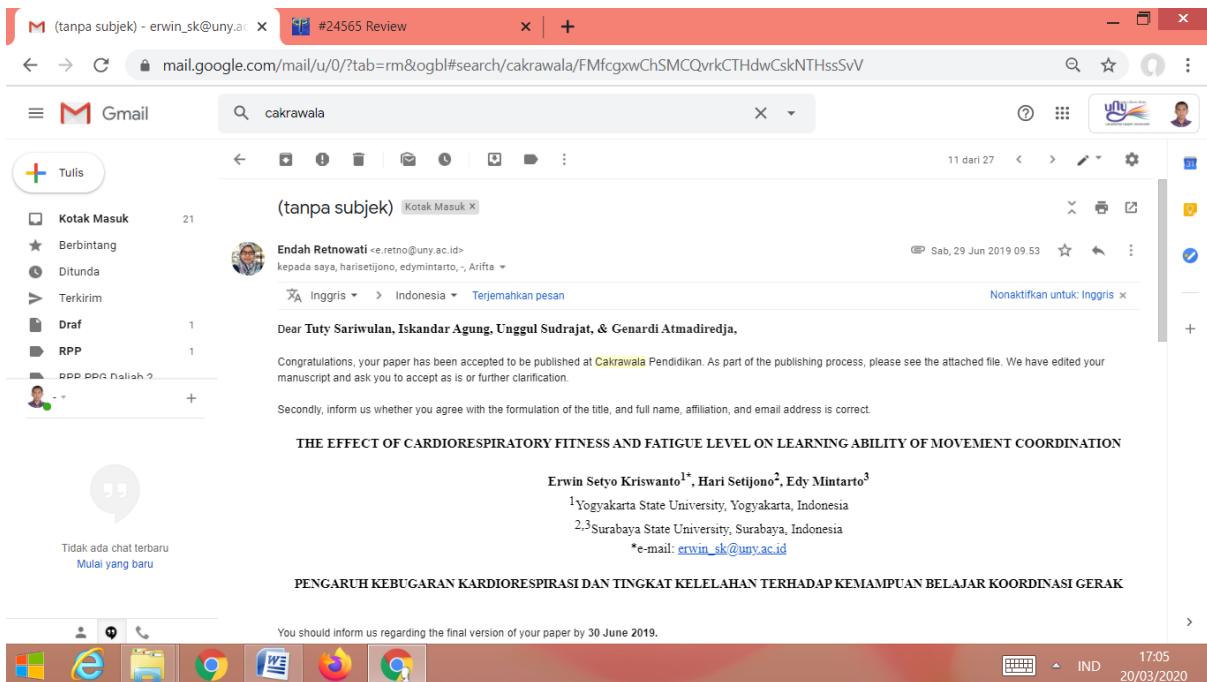 (tanpa subjek) - erwin_sk@uny.ac
#24565 Review
mail.google.com/mail/u/0/?tab=rm&ogbl#search/cakrawala/FMfcgxwChSMCQvrkCTHdwCskNTHssSvV
Gmail
cakrawala
uny
Tulis
11 dari 27
31
(tanpa subjek) Kotak Masuk ×
Kotak Masuk 21
Berbintang
Ditunda
Terkirim
Draf 1
RPP 1
RPP PPG Daljab 2
-
Endah Retnowati <e.retno@uny.ac.id>
Sab, 29 Jun 2019 09.53
kepada saya, harisetijono, edymintarto, -, Arifta
Inggris > Indonesia Terjemahkan pesan
Nonaktifkan untuk: Inggris ×
Dear Tuty Sariwulan, Iskandar Agung, Unggul Sudrajat, & Genardi Atmadiredja,
Congratulations, your paper has been accepted to be published at Cakrawala Pendidikan. As part of the publishing process, please see the attached file. We have edited your
manuscript and ask you to accept as is or further clarification.
Secondly, inform us whether you agree with the formulation of the title, and full name, affiliation, and email address is correct.
THE EFFECT OF CARDIORESPIRATORY FITNESS AND FATIGUE LEVEL ON LEARNING ABILITY OF MOVEMENT COORDINATION
Erwin Setyo Kriswanto1*, Hari Setijono2, Edy Mintarto3
1Yogyakarta State University, Yogyakarta, Indonesia
2,3Surabaya State University, Surabaya, Indonesia
*e-mail: erwin_sk@uny.ac.id
PENGARUH KEBUGARAN KARDIORESPIRASI DAN TINGKAT KELELAHAN TERHADAP KEMAMPUAN BELAJAR KOORDINASI GERAK
You should inform us regarding the final version of your paper by 30 June 2019.
Tidak ada chat terbaru
Mulai yang baru
IND
17:05
20/03/2020